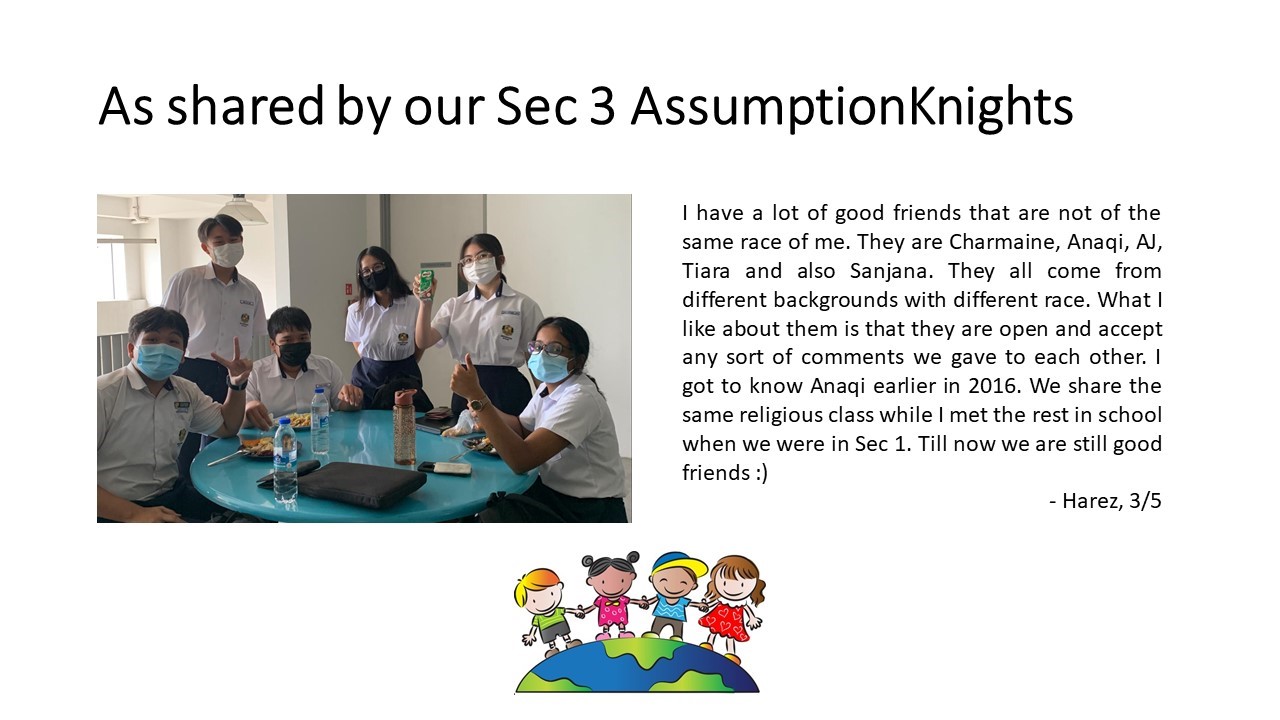 As shared by our Sec 3 AssumptionKnights
I have a lot of good friends that are not of the
same race of me. They are Charmaine, Anaqi, AJ,
Tiara and also Sanjana. They all come from
different backgrounds with different race. What I
like about them is that they are open and accept
any sort of comments we gave to each other. I
got to know Anaqi earlier in 2016. We share the
same religious class while I met the rest in school
when we were in Sec 1. Till now we are still good
friends :)
- Harez, 3/5